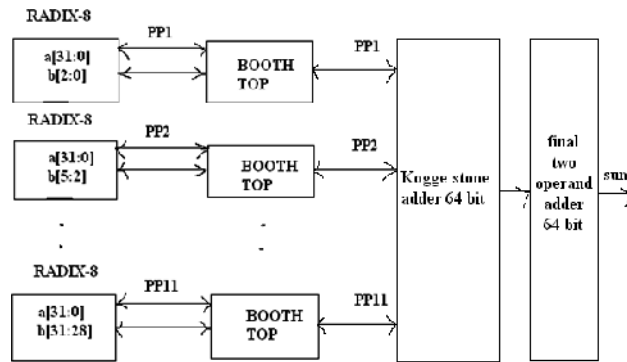 RADIX-8
a[31:0]
b[2:0]
PP1
BOOTH
TOP
PP1
RADIX-8
a[31:0]
b[5:2]
PP2
BOOTH
TOP
PP2
RADIX-8
a[31:0]
b[31:28]
PP11
BOOTH
TOP
PP11
Kogge stone
adder 64 bit
final
two
operand
adder
64 bit
sum